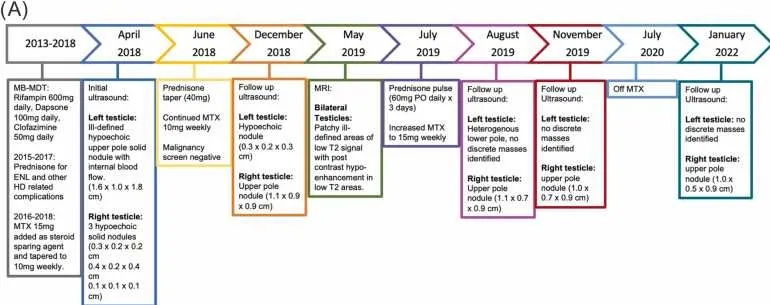 (A)
2013-2018
April
2018
June
2018
December
2018
May
2019
July
2019
August
2019
November
2019
July
2020
January
2022
MB-MDT:
Rifampin 600mg
daily, Dapsone
100mg daily,
Clofazimine
50mg daily
2015-2017:
Prednisone for
ENL and other
HD related
complications
2016-2018:
MTX 15mg
added as steroid
sparing agent
and tapered to
10mg weekly.
Initial
ultrasound:
Left testicle:
Ill-defined
hypoechoic
upper pole solid
nodule with
internal blood
flow.
(1.6 x 1.0 x 1.8
cm)
Right testicle:
3 hypoechoic
solid nodules
(0.3 x 0.2 x 0.2
cm
0.4 x 0.2 x 0.4
cm
0.1 x 0.1 x 0.1
cm)
Prednisone
taper (40mg)
Continued MTX
10mg weekly
Malignancy
screen negative
Follow up
ultrasound:
Left testicle:
Hypoechoic
nodule
(0.3 x 0.2 x 0.3
cm)
Right testicle:
Upper pole
nodule (1.1 x 0.9
x 0.9 cm)
MRI:
Bilateral
Testicles:
Patchy ill-
defined areas of
low T2 signal
with post
contrast hypo-
enhancement in
low T2 areas.
Prednisone pulse
(60mg PO daily x
3 days)
Increased MTX
to 15mg weekly
Follow up
ultrasound:
Left testicle:
Heterogenous
lower pole, no
discrete masses
identified
Right testicle:
Upper pole
nodule (1.1 x 0.7
x 0.9 cm)
Follow up
Ultrasound:
Left testicle:
no discrete
masses
identified
Right testicle:
upper pole
nodule (1.0 x
0.7 x 0.9 cm)
Off MTX
Follow up
Ultrasound:
Left testicle: no
discrete masses
identified
Right testicle:
upper pole
nodule (1.0 x
0.5 x 0.9 cm)